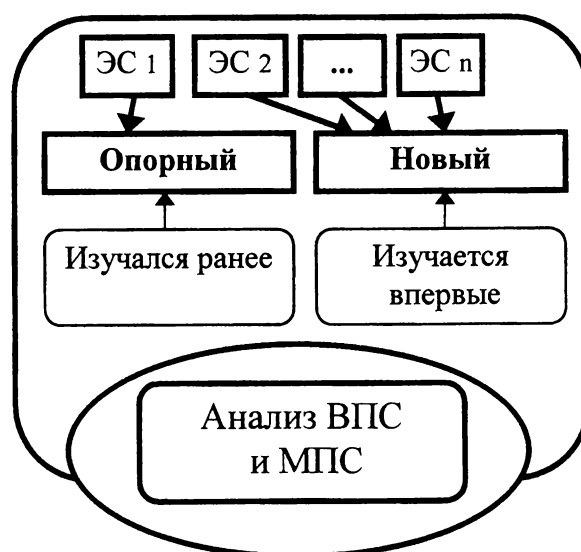 ЭС 1 ЭС 2 ... ЭС n
Опорный Новый
Изучался ранее Изучается
впервые
Анализ ВПС
и МПС